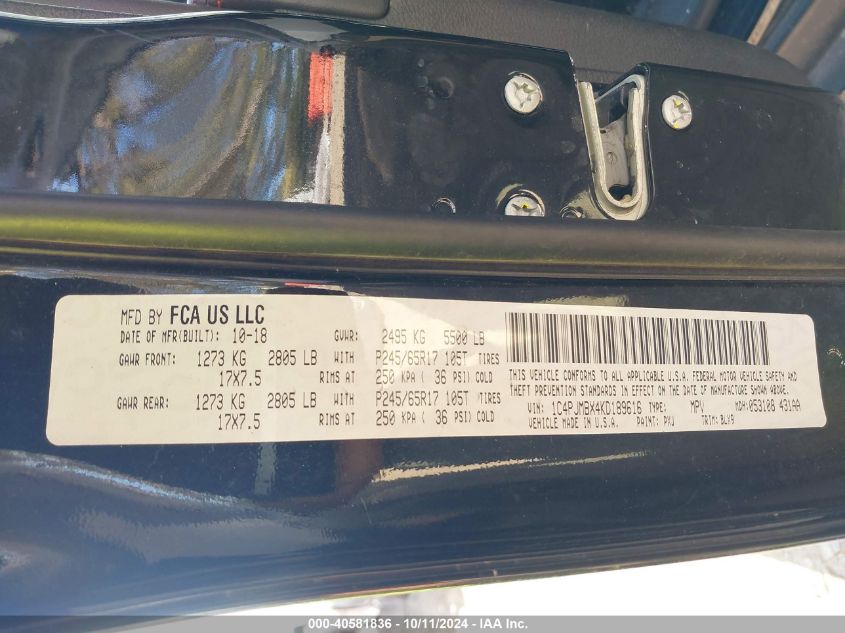 MFD BY FCA US LLC
DATE OF MFR(BUILT): 10-18 GVWR: 2495 KG 5500 LB
GAWR FRONT: 1273 KG 2805 LB WITH P245/65R17 105T TIRES
17X7.5 RIMS AT 250 KPA ( 36 PSI) COLD
GAWR REAR: 1273 KG 2805 LB WITH P245/65R17 105T TIRES
17X7.5 RIMS AT 250 KPA ( 36 PSI) COLD
THIS VEHICLE CONFORMS TO ALL APPLICABLE U.S.A. FEDERAL MOTOR VEHICLE SAFETY AND
THEFT PREVENTION STANDARDS IN EFFECT ON THE DATE OF MANUFACTURE SHOWN ABOVE.
VIN: 1C4PJMBX4KD189616 TYPE: MPV MDH: 053108 431AA
VEHICLE MADE IN U.S.A. PAINT: PXJ TRIM: BLX9
OWNER-40581836 - 10/11/2024 - IAA Inc.